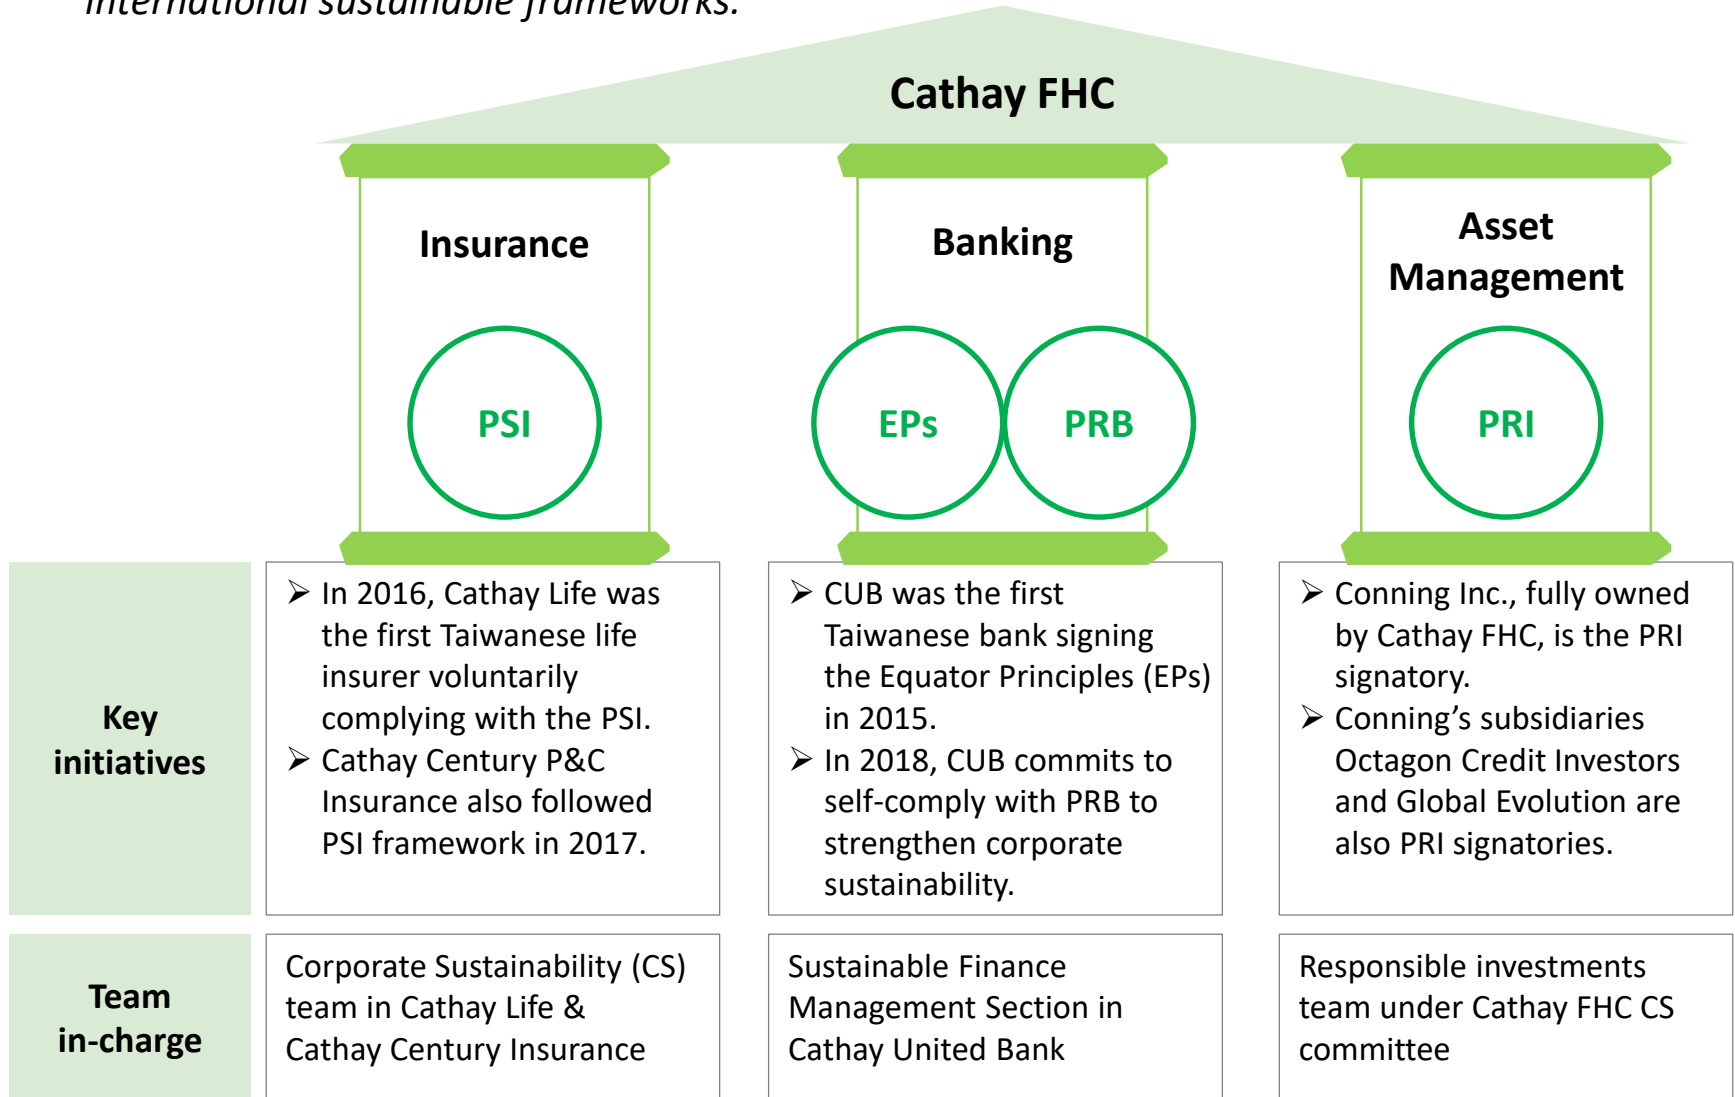 international sustainable frameworks.
Cathay FHC
Insurance
Banking
Asset
Management
PSI
EPs
PRB
PRI
Key
initiatives
➢ In 2016, Cathay Life was
the first Taiwanese life
insurer voluntarily
complying with the PSI.
➢ Cathay Century P&C
Insurance also followed
PSI framework in 2017.
➢ CUB was the first
Taiwanese bank signing
the Equator Principles (EPs)
in 2015.
➢ In 2018, CUB commits to
self-comply with PRB to
strengthen corporate
sustainability.
➢ Conning Inc., fully owned
by Cathay FHC, is the PRI
signatory.
➢ Conning’s subsidiaries
Octagon Credit Investors
and Global Evolution are
also PRI signatories.
Team
in-charge
Corporate Sustainability (CS)
team in Cathay Life &
Cathay Century Insurance
Sustainable Finance
Management Section in
Cathay United Bank
Responsible investments
team under Cathay FHC CS
committee